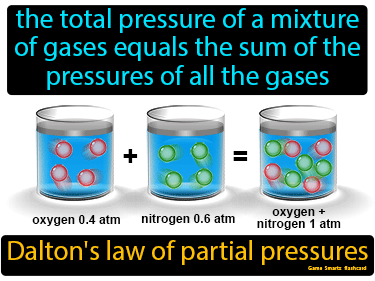 the total pressure of a mixture
of gases equals the sum of the
pressures of all the gases
+
=
oxygen 0.4 atm
nitrogen 0.6 atm
oxygen +
nitrogen 1 atm
Dalton's law of partial pressures
Game Smartz flashcard